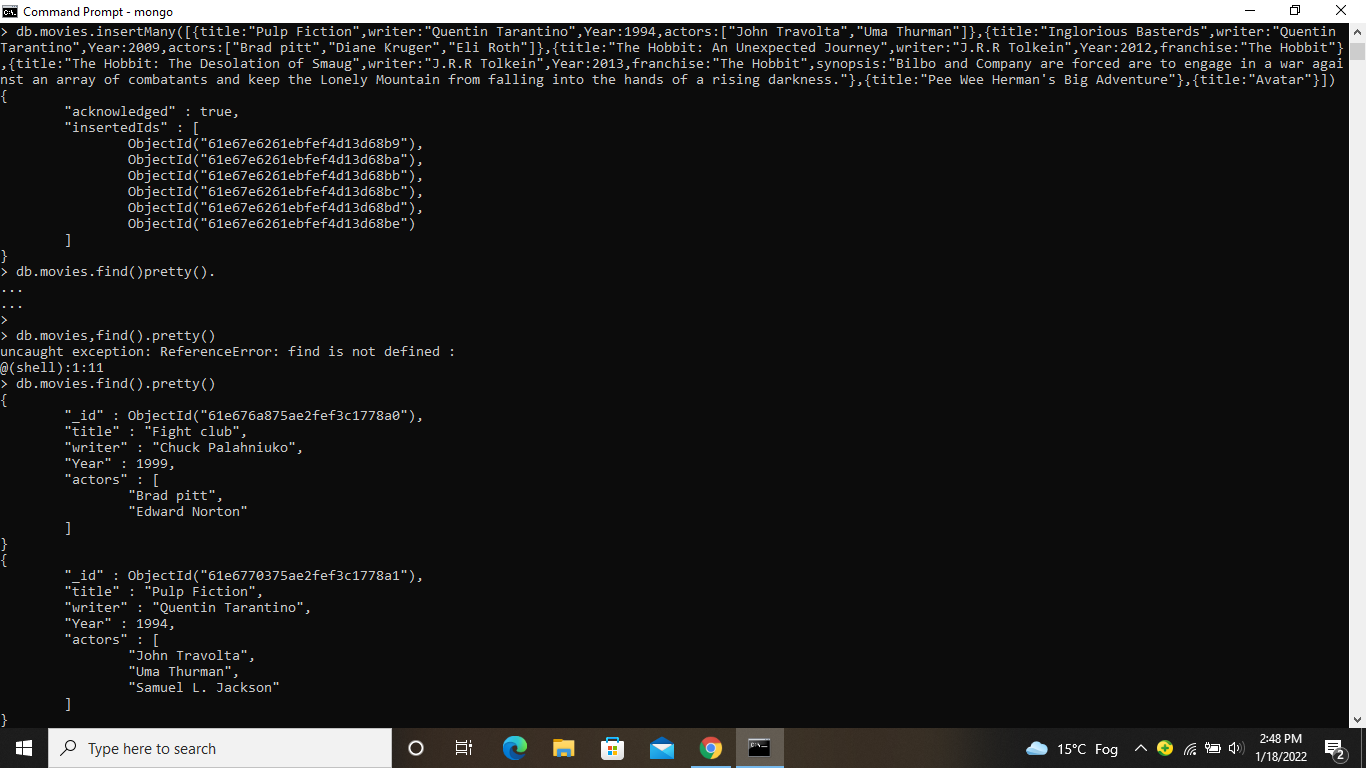 Command Prompt - mongo
> db.movies.insertMany([{title:"Pulp Fiction",writer:"Quentin Tarantino",Year:1994,actors:["John Travolta","Uma Thurman"]},{title:"Inglorious Basterds",writer:"Quentin
Tarantino",Year:2009,actors:["Brad pitt","Diane Kruger","Eli Roth"]},{title:"The Hobbit: An Unexpected Journey",writer:"J.R.R Tolkein",Year:2012,franchise:"The Hobbit"}
,{title:"The Hobbit: The Desolation of Smaug",writer:"J.R.R Tolkein",Year:2013,franchise:"The Hobbit",synopsis:"Bilbo and Company are forced are to engage in a war agai
nst an array of combatants and keep the Lonely Mountain from falling into the hands of a rising darkness."},{title:"Pee Wee Herman's Big Adventure"},{title:"Avatar"}])
{
"acknowledged" : true,
"insertedIds" : [
ObjectId("61e67e6261ebfef4d13d68b9"),
ObjectId("61e67e6261ebfef4d13d68ba"),
ObjectId("61e67e6261ebfef4d13d68bb"),
ObjectId("61e67e6261ebfef4d13d68bc"),
ObjectId("61e67e6261ebfef4d13d68bd"),
ObjectId("61e67e6261ebfef4d13d68be")
]
}
> db.movies.find()pretty().
...
...
>
> db.movies,find().pretty()
uncaught exception: ReferenceError: find is not defined :
@(shell):1:11
> db.movies.find().pretty()
{
"_id" : ObjectId("61e676a875ae2fef3c1778a0"),
"title" : "Fight club",
"writer" : "Chuck Palahniuko",
"Year" : 1999,
"actors" : [
"Brad pitt",
"Edward Norton"
]
}
{
"_id" : ObjectId("61e6770375ae2fef3c1778a1"),
"title" : "Pulp Fiction",
"writer" : "Quentin Tarantino",
"Year" : 1994,
"actors" : [
"John Travolta",
"Uma Thurman",
"Samuel L. Jackson"
]
}
Type here to search
15°C Fog
2:48 PM
1/18/2022
2